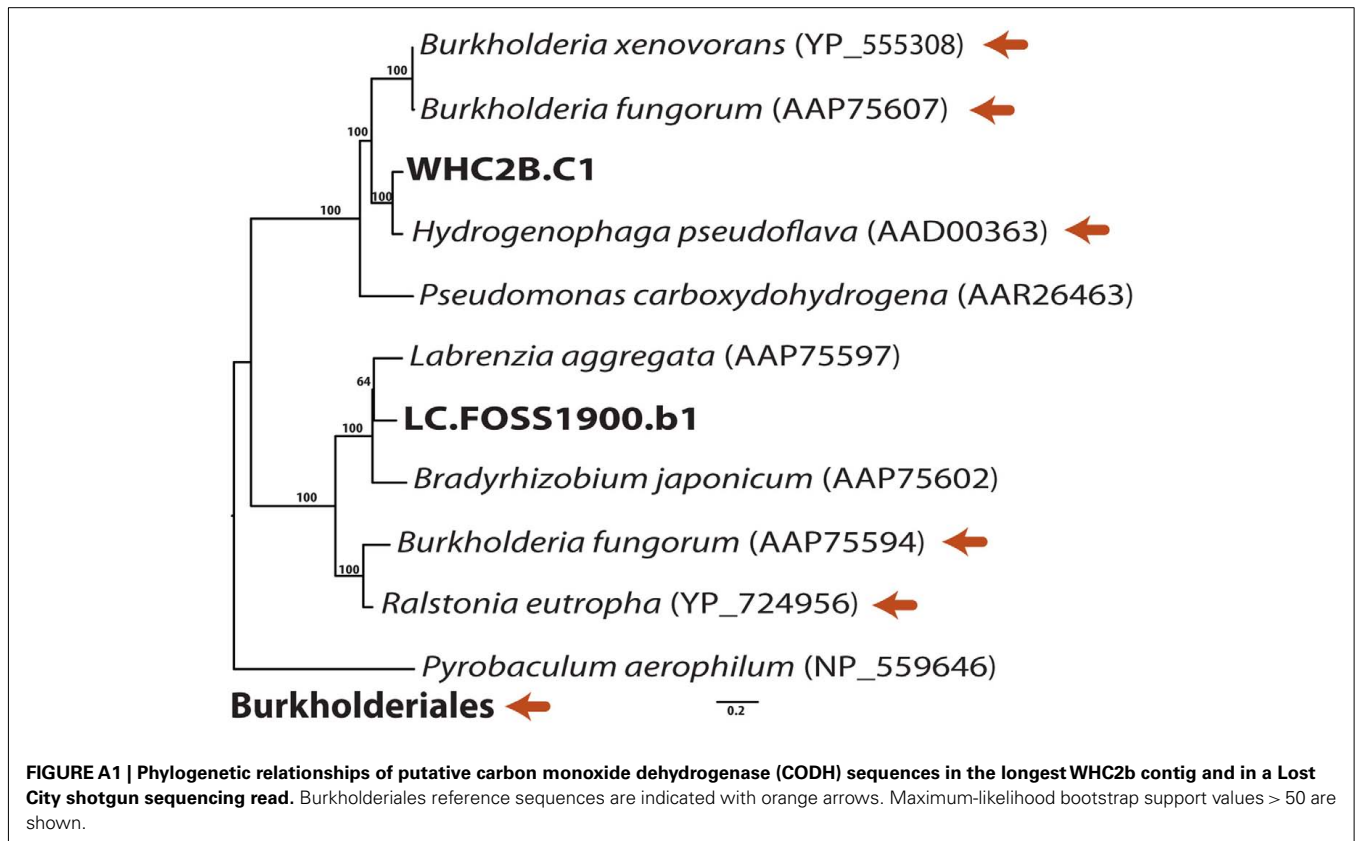 Burkholderia xenovorans (YP_555308)
100
Burkholderia fungorum (AAP75607)
100
WHC2B.C1
100
100
Hydrogenophaga pseudoflava (AAD00363)
Pseudomonas carboxydohydrogena (AAR26463)
Labrenzia aggregata (AAP75597)
64
LC.FOSS1900.b1
100
Bradyrhizobium japonicum (AAP75602)
100
Burkholderia fungorum (AAP75594)
100
Ralstonia eutropha (YP_724956)
Pyrobaculum aerophilum (NP_559646)
Burkholderiales
0.2
FIGURE A1 | Phylogenetic relationships of putative carbon monoxide dehydrogenase (CODH) sequences in the longest WHC2b contig and in a Lost
City shotgun sequencing read. Burkholderiales reference sequences are indicated with orange arrows. Maximum-likelihood bootstrap support values > 50 are
shown.